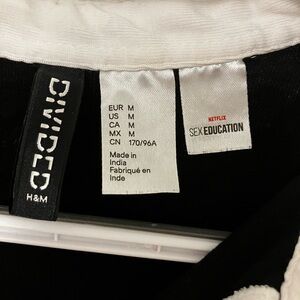 DIVIDED
H&M
EUR M
US M
CA M
MX M
CN 170/96A
Made in
India
Fabriqué en
Inde
NETFLIX
SEX EDUCATION